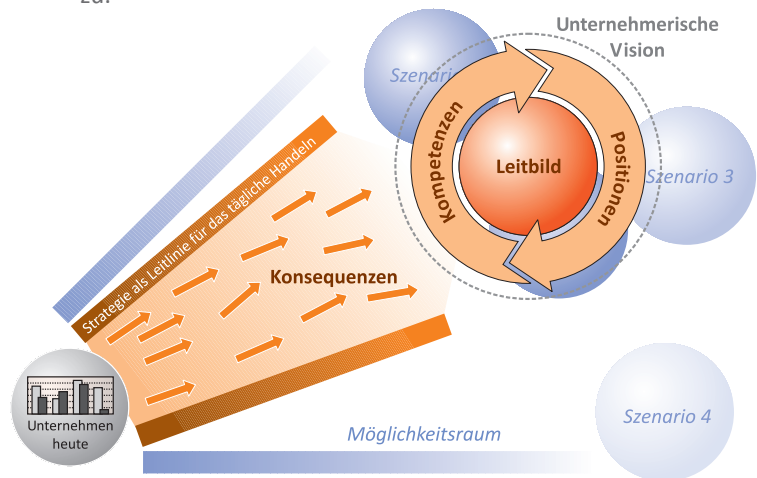 Unternehmerische
Vision
Szenario
Kompetenzen
Positionen
Leitbild
Szenario 3
Strategie als Leitlinie für das tägliche Handeln
Konsequenzen
Unternehmen
heute
Möglichkeitsraum
Szenario 4